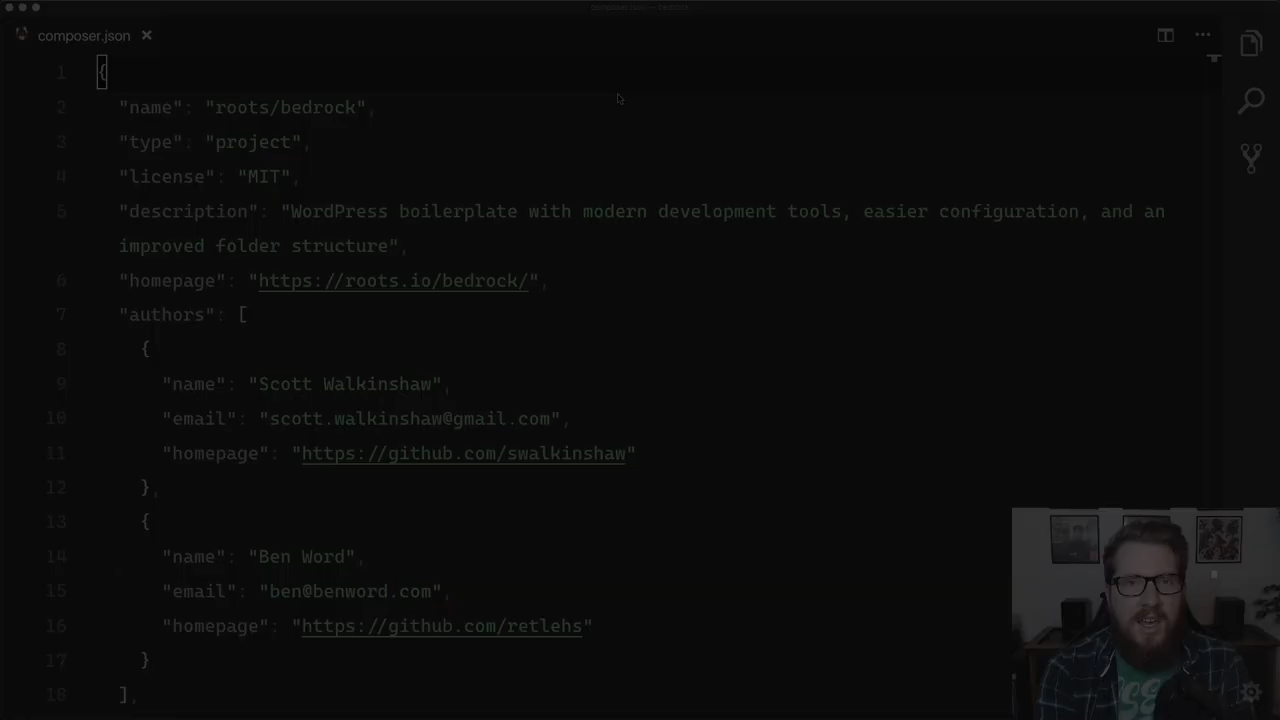 composer.json — bedrock
composer.json
1 {
2 "name": "roots/bedrock",
3 "type": "project",
4 "license": "MIT",
5 "description": "WordPress boilerplate with modern development tools, easier configuration, and an
improved folder structure",
6 "homepage": "https://roots.io/bedrock/",
7 "authors": [
8 {
9 "name": "Scott Walkinshaw",
10 "email": "scott.walkinshaw@gmail.com",
11 "homepage": "https://github.com/swalkinshaw"
12 },
13 {
14 "name": "Ben Word",
15 "email": "ben@benword.com",
16 "homepage": "https://github.com/retlehs"
17 }
18 ],